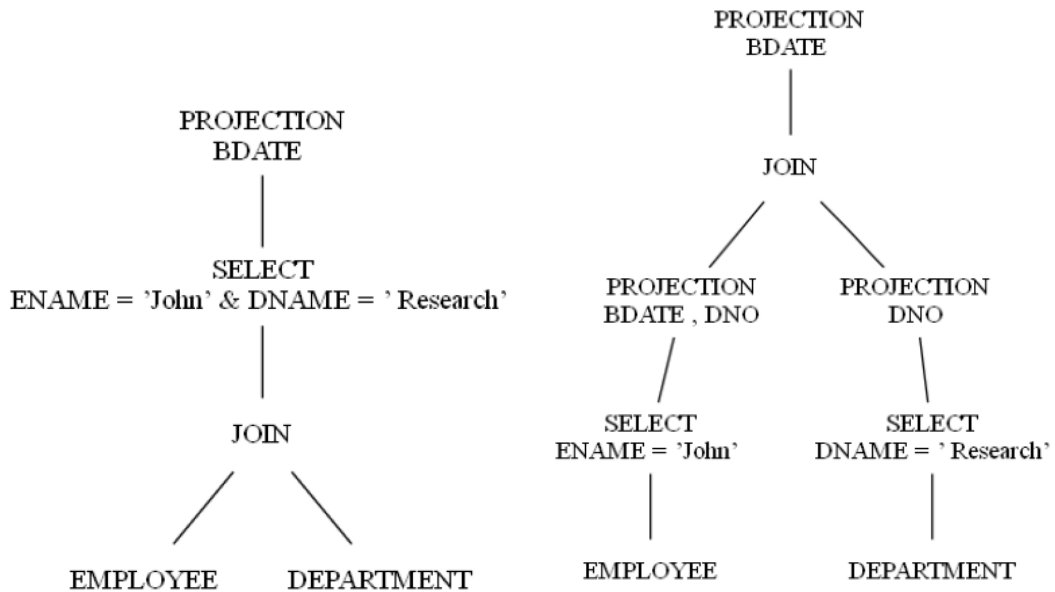 PROJECTION
BDATE
SELECT
ENAME = 'John' & DNAME = ' Research'
JOIN
EMPLOYEE
DEPARTMENT
PROJECTION
BDATE
JOIN
PROJECTION
BDATE , DNO
PROJECTION
DNO
SELECT
ENAME = 'John'
SELECT
DNAME = ' Research'
EMPLOYEE
DEPARTMENT